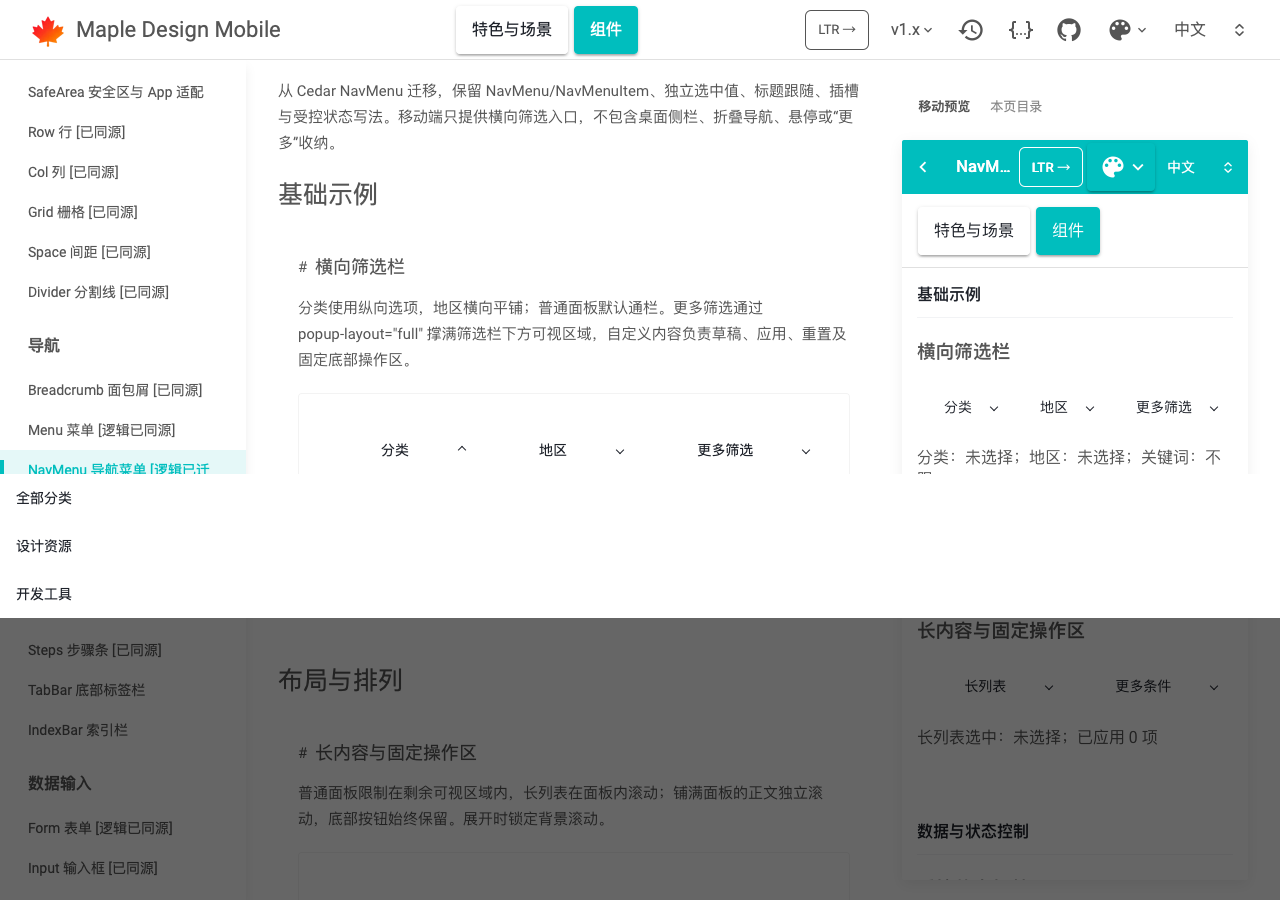 Maple Design Mobile
特色与场景
组件
LTR→
v1.x
中文
SafeArea 安全区与 App 适配
Row 行 [已同源]
Col 列 [已同源]
Grid 栅格 [已同源]
Space 间距 [已同源]
Divider 分割线 [已同源]
导航
Breadcrumb 面包屑 [已同源]
Menu 菜单 [逻辑已同源]
NavMenu 导航菜单 [逻辑已迁
从 Cedar NavMenu 迁移，保留 NavMenu/NavMenuItem、独立选中值、标题跟随、插槽
与受控状态写法。移动端只提供横向筛选入口，不包含桌面侧栏、折叠导航、悬停或“更
多”收纳。
基础示例
# 横向筛选栏
分类使用纵向选项，地区横向平铺；普通面板默认通栏。更多筛选通过
popup-layout="full" 撑满筛选栏下方可视区域，自定义内容负责草稿、应用、重置及
固定底部操作区。
分类
地区
更多筛选
移动预览
本页目录
NavM...
LTR→
中文
特色与场景
组件
基础示例
横向筛选栏
分类
地区
更多筛选
分类：未选择；地区：未选择；关键词：不
全部分类
设计资源
开发工具
Steps 步骤条 [已同源]
TabBar 底部标签栏
IndexBar 索引栏
数据输入
Form 表单 [逻辑已同源]
Input 输入框 [已同源]
布局与排列
# 长内容与固定操作区
普通面板限制在剩余可视区域内，长列表在面板内滚动；铺满面板的正文独立滚
动，底部按钮始终保留。展开时锁定背景滚动。
长内容与固定操作区
长列表
更多条件
长列表选中：未选择；已应用 0 项
数据与状态控制